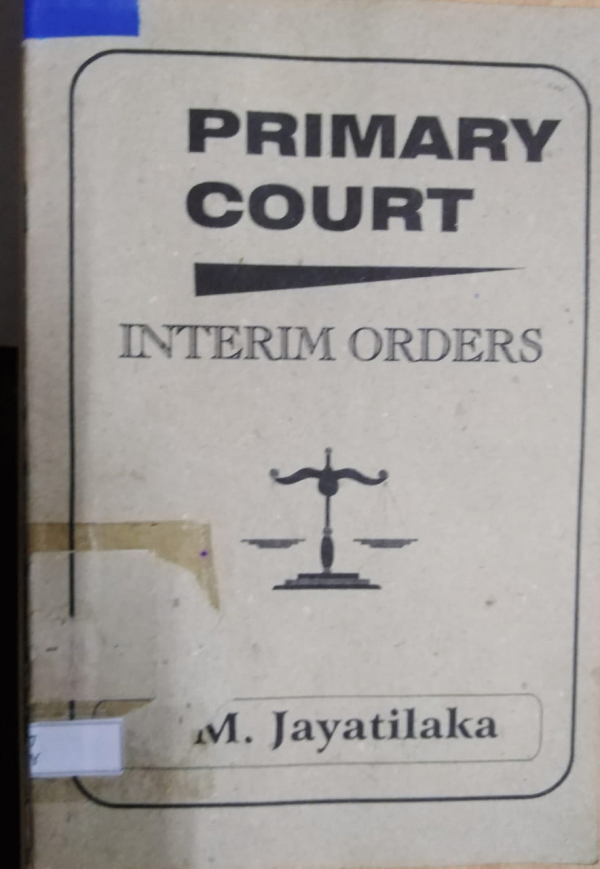 PRIMARY
COURT
INTERIM ORDERS
M. Jayatilaka